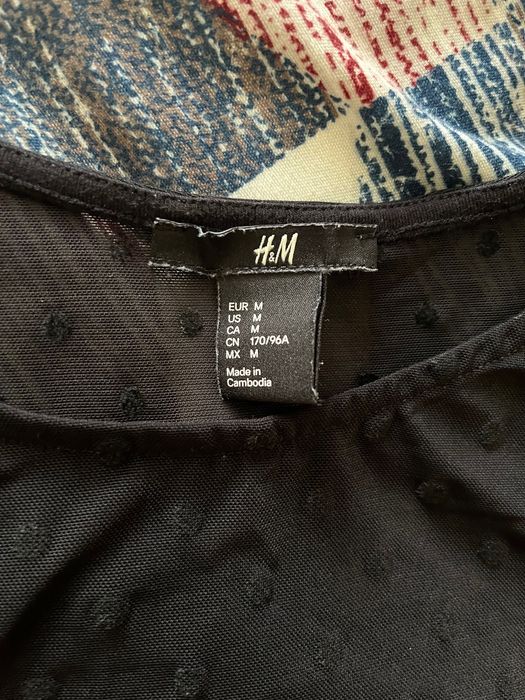 H&M
EUR M
US M
CA M
CN 170/96A
MX M
Made in
Cambodia